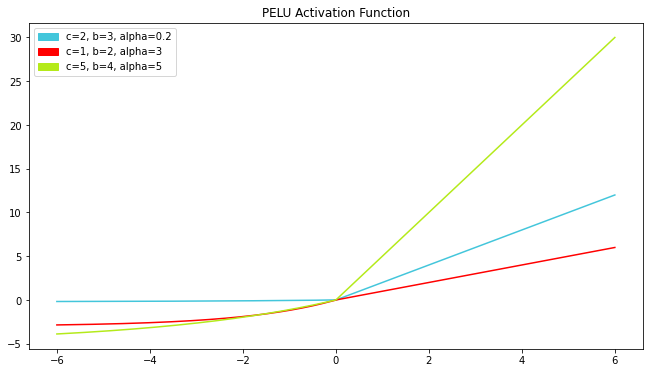 PELU Activation Function
c=2, b=3, alpha=0.2
c=1, b=2, alpha=3
c=5, b=4, alpha=5
30
25
20
15
10
5
0
−5
−6 −4 −2 0 2 4 6